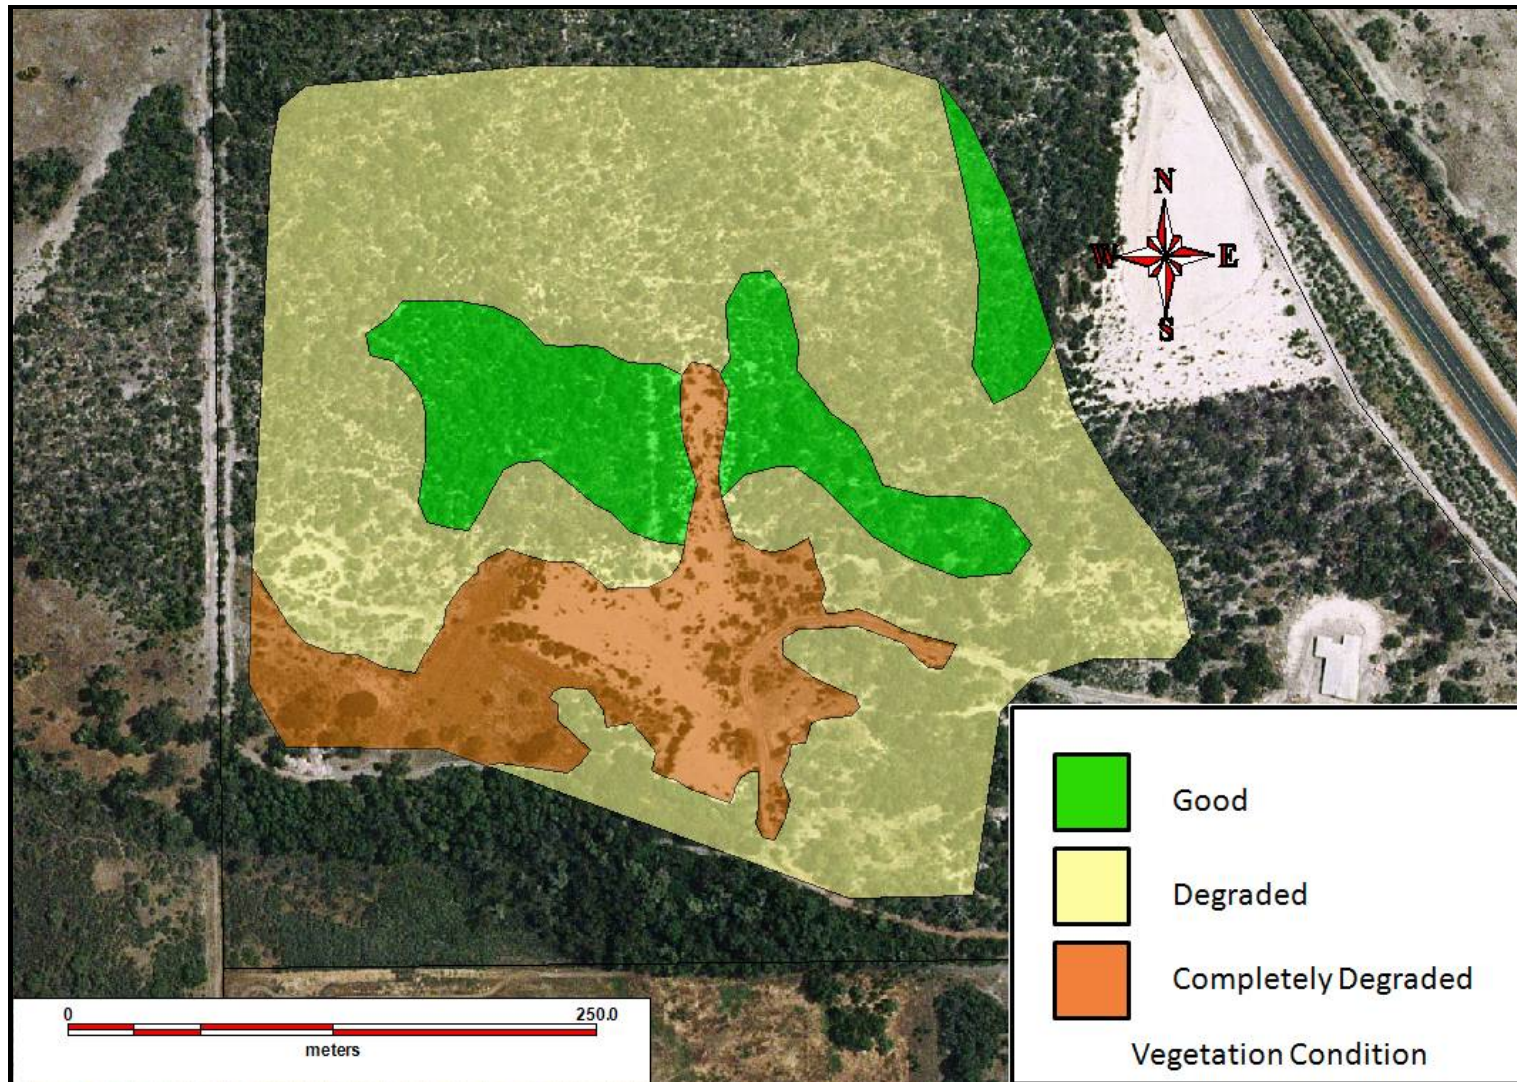 N
W
E
S
Good
Degraded
Completely Degraded
Vegetation Condition
0
250.0
meters